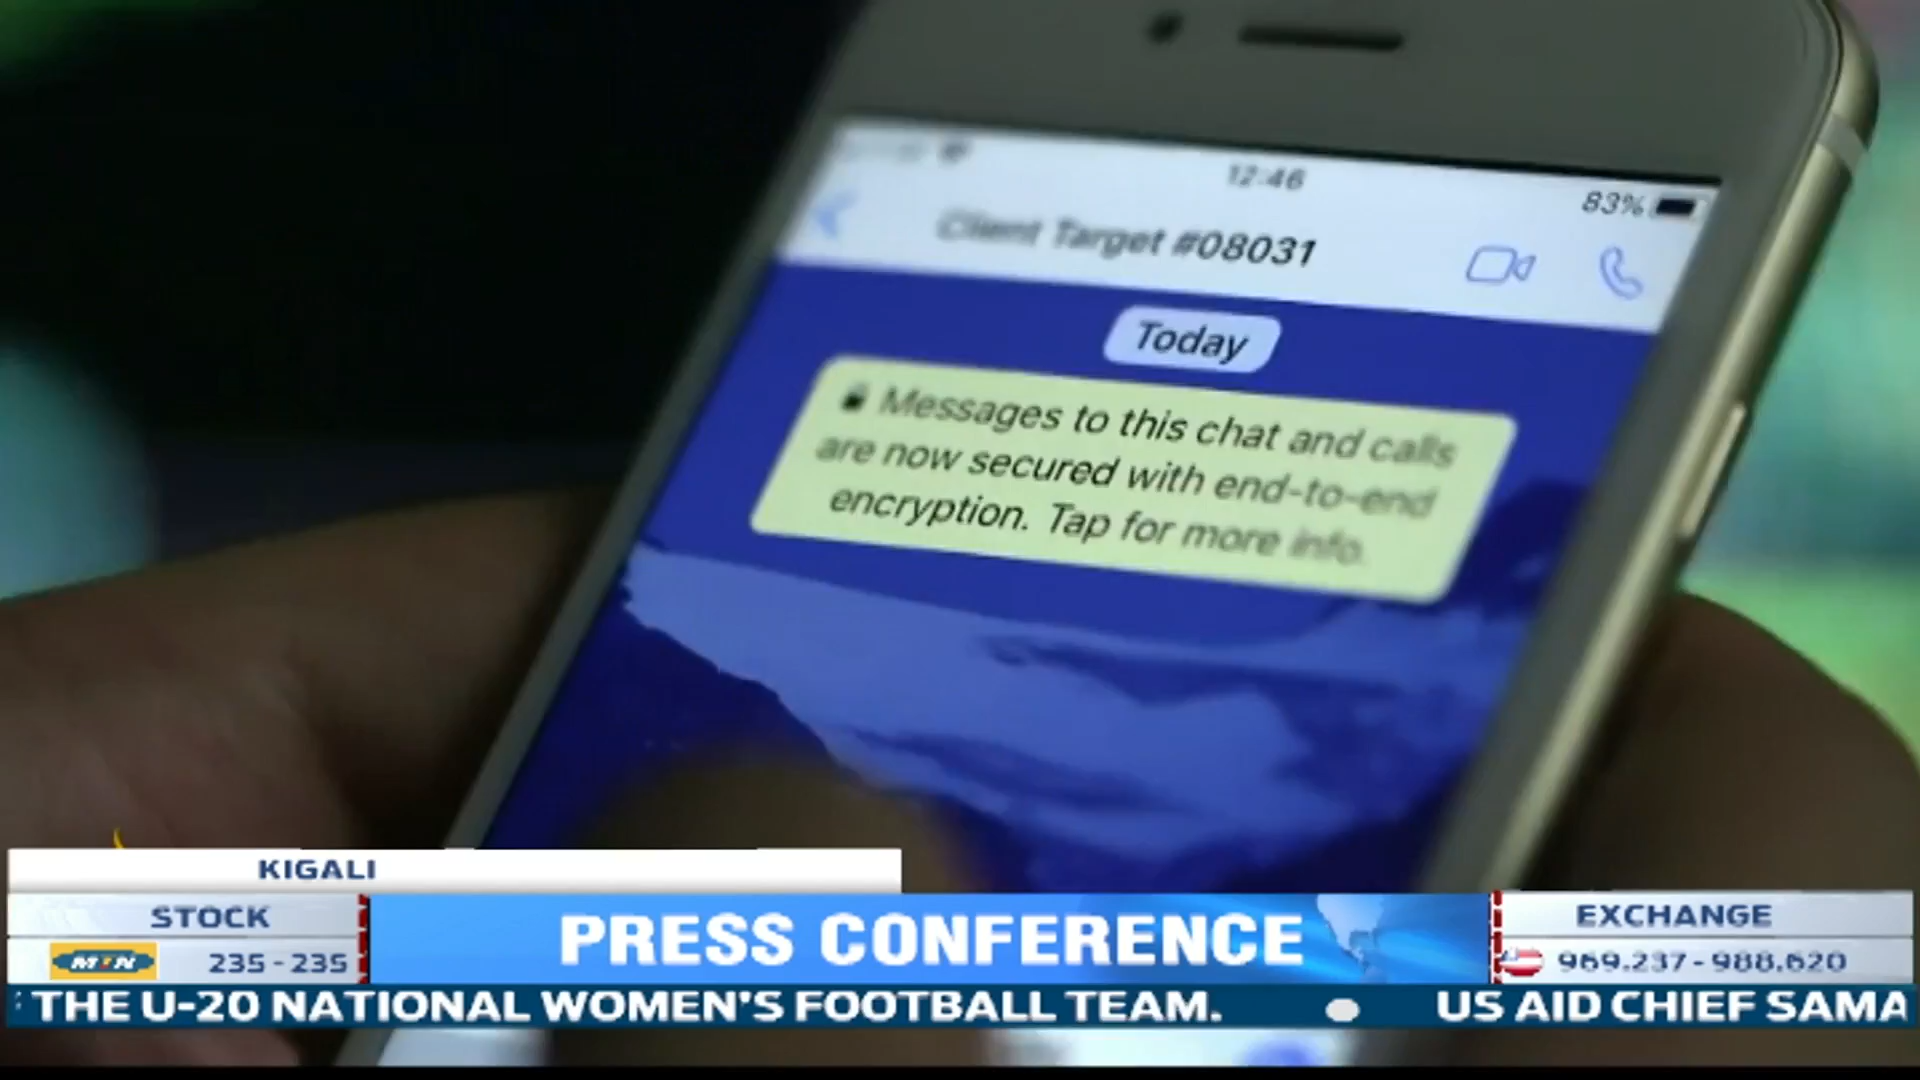 12:46
83%
Client Target #08031
Today
Messages to this chat and calls
are now secured with end-to-end
encryption. Tap for more info.
KIGALI
STOCK
MTN 235 - 235
PRESS CONFERENCE
EXCHANGE
969.237 - 988.620
THE U-20 NATIONAL WOMEN'S FOOTBALL TEAM. US AID CHIEF SAMA